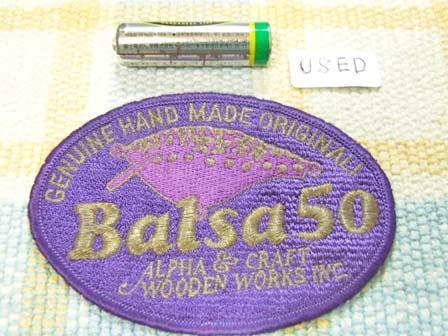 USED
GENUINE HAND MADE ORIGINAL!
Balsa50
ALPHA & CRAFT
WOODEN WORKS INC.